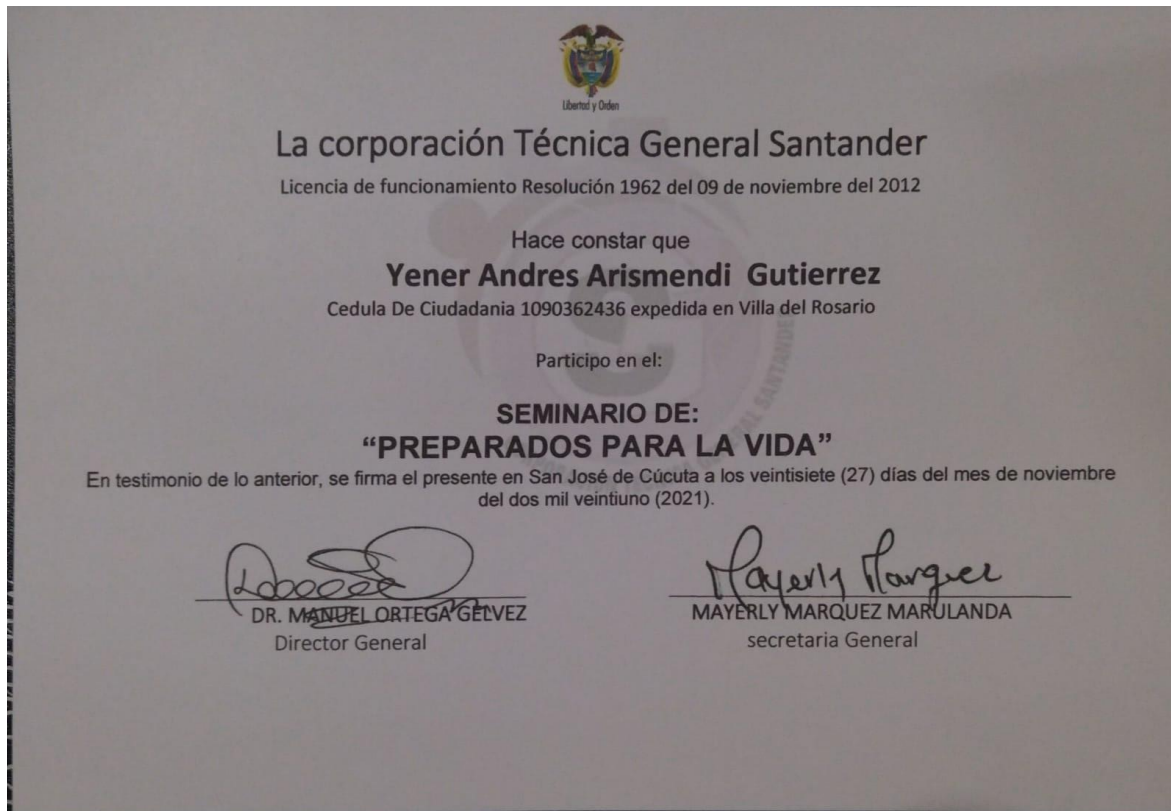 Libertad y Orden
La corporación Técnica General Santander
Licencia de funcionamiento Resolución 1962 del 09 de noviembre del 2012
Hace constar que
Yener Andres Arismendi Gutierrez
Cedula De Ciudadania 1090362436 expedida en Villa del Rosario
Participo en el:
SEMINARIO DE:
“PREPARADOS PARA LA VIDA”
En testimonio de lo anterior, se firma el presente en San José de Cúcuta a los veintisiete (27) días del mes de noviembre
del dos mil veintiuno (2021).
Mayerly Marquez
DR. MANUEL ORTEGA GELVEZ
MAYERLY MARQUEZ MARULANDA
Director General
secretaria General